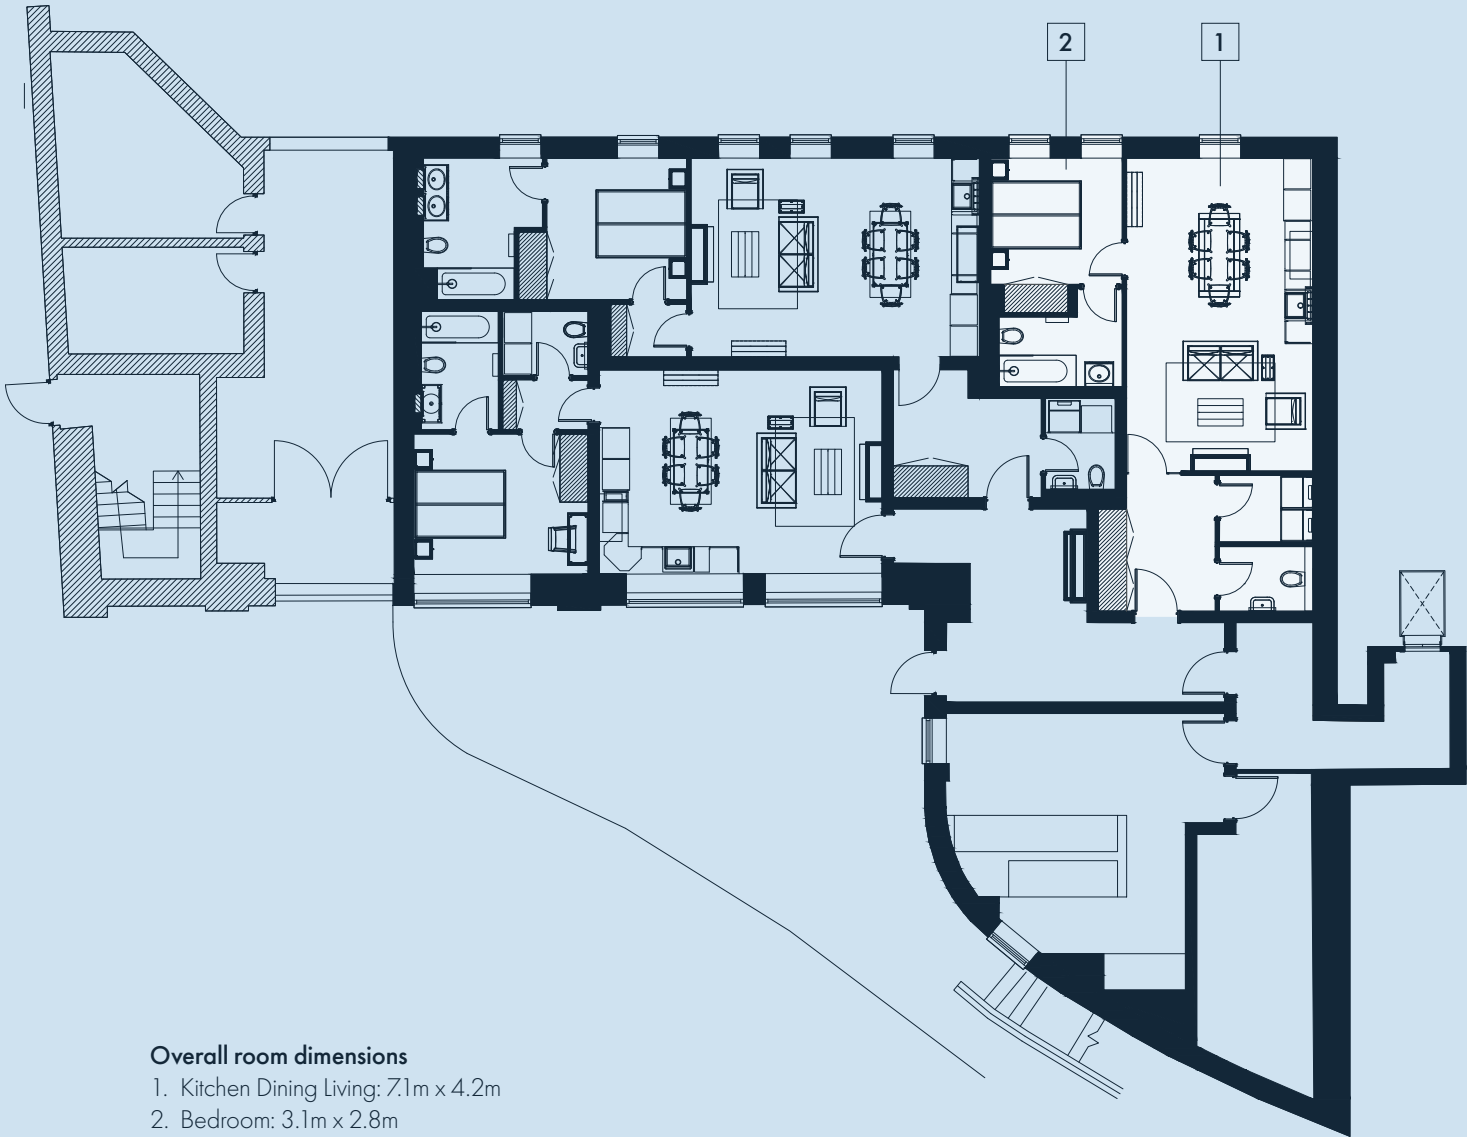 2
1
Overall room dimensions
1. Kitchen Dining Living: 7.1m x 4.2m
2. Bedroom: 3.1m x 2.8m